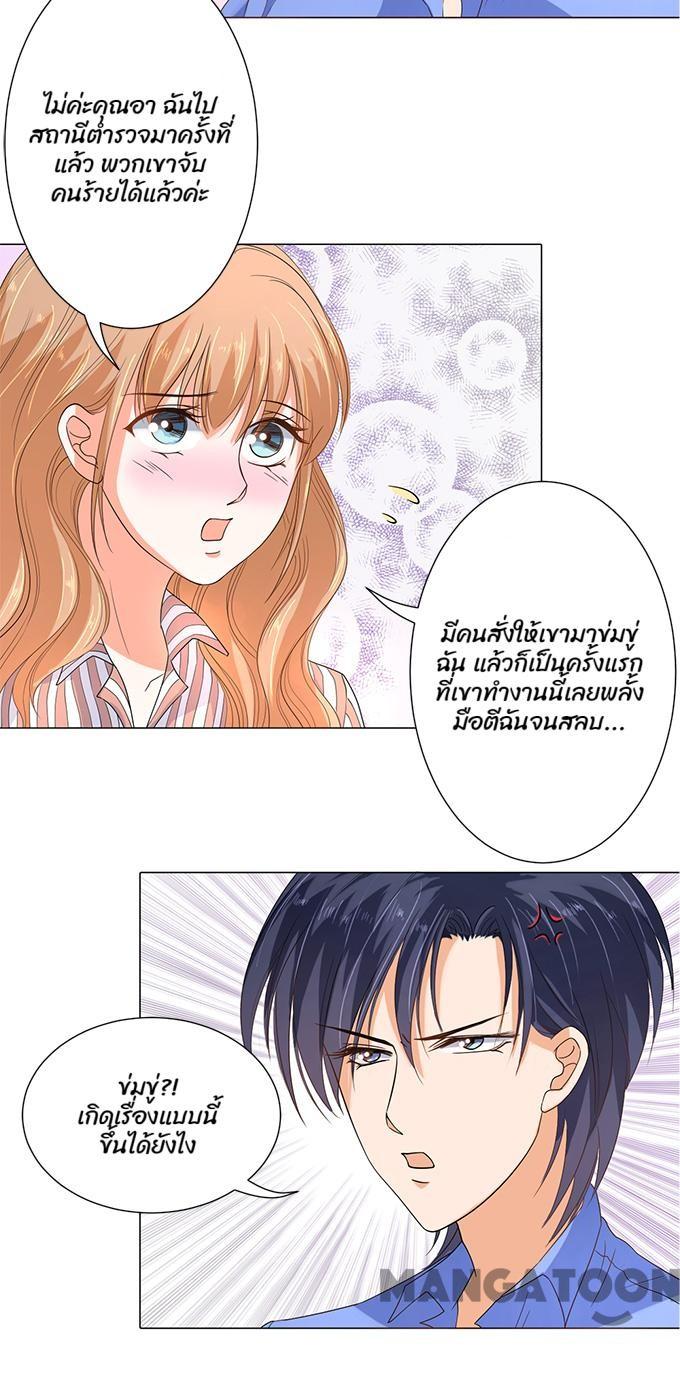 ไม่ค่ะคุณอา ฉันไป
สถานีตำรวจมาครั้งที่
แล้ว พวกเขาจับ
คนร้ายได้แล้วค่ะ
มีคนสั่งให้เขามาข่มขู่
ฉัน แล้วก็เป็นครั้งแรก
ที่เขาทำงานนี้เลยพลั้ง
มือตีฉันจนสลบ...
ข่มขู่?!
เกิดเรื่องแบบนี้
ขึ้นได้ยังไง
MANGATOON